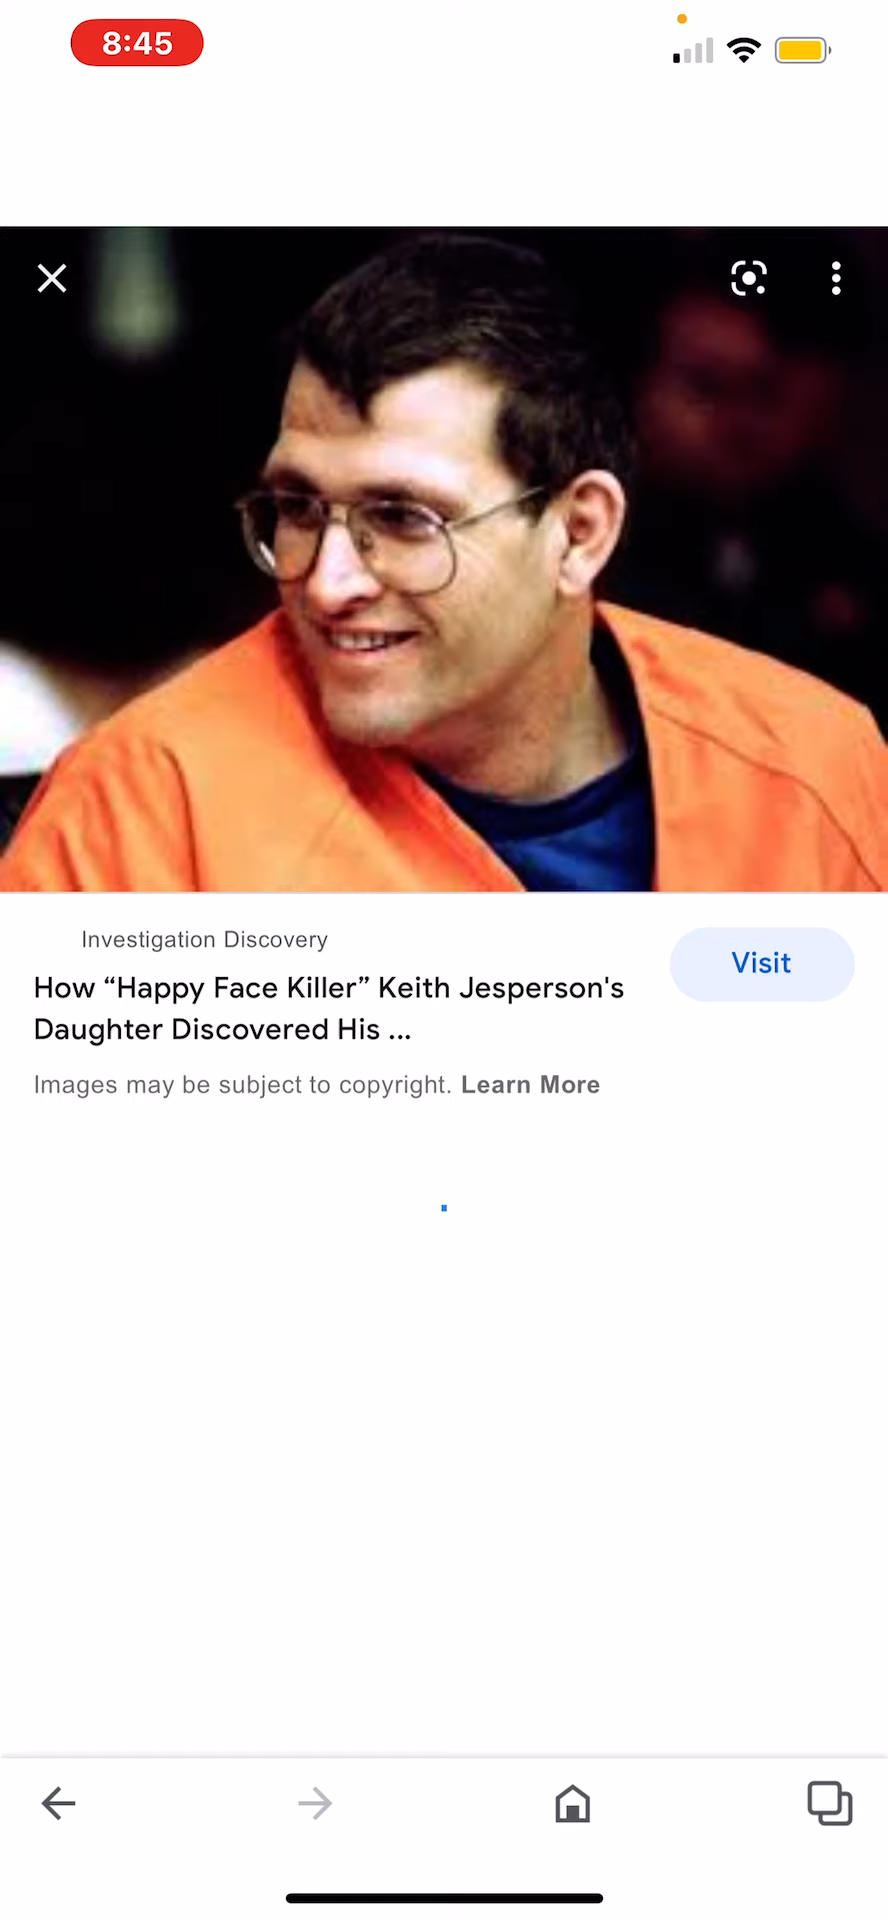 8:45
Investigation Discovery
Visit
How “Happy Face Killer” Keith Jesperson's
Daughter Discovered His ...
Images may be subject to copyright. Learn More